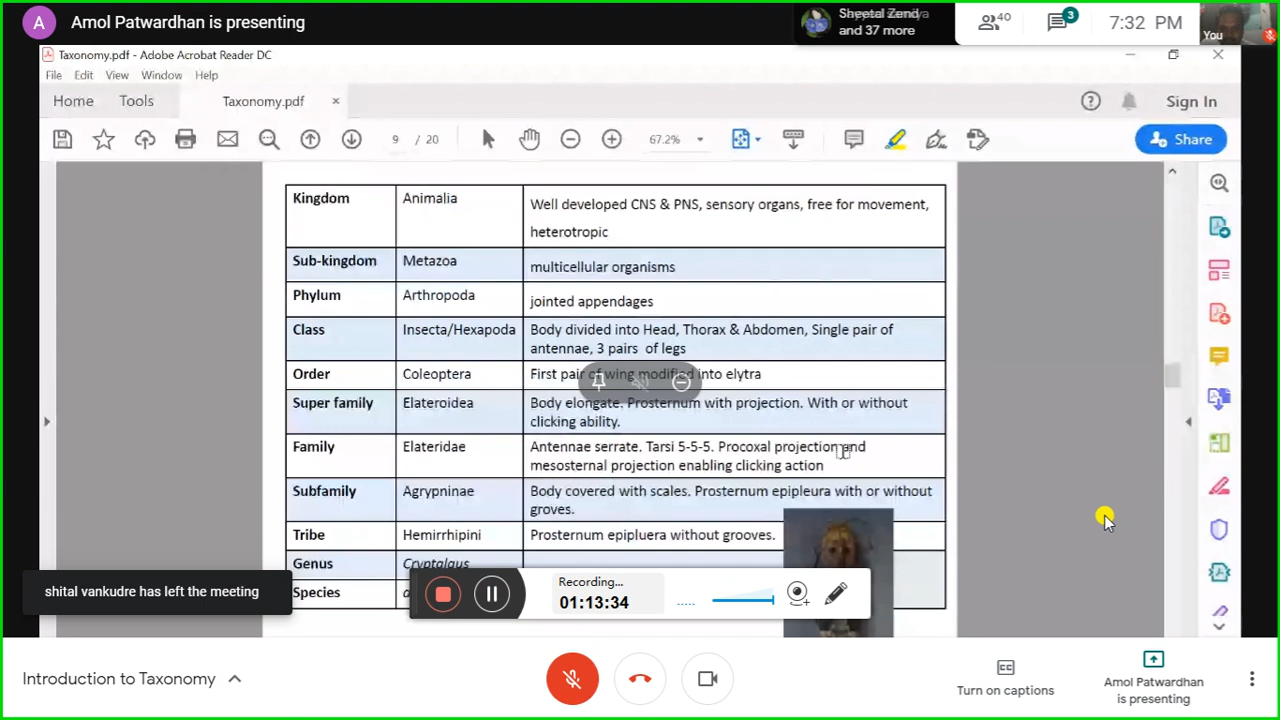 A Amol Patwardhan is presenting
Sheetal Zend
and 37 more
40
3
7:32 PM
You
Taxonomy.pdf - Adobe Acrobat Reader DC
File Edit View Window Help
Home Tools Taxonomy.pdf × Sign In
9 / 20 67.2% Share
Kingdom Animalia Well developed CNS & PNS, sensory organs, free for movement,
heterotropic
Sub-kingdom Metazoa multicellular organisms
Phylum Arthropoda jointed appendages
Class Insecta/Hexapoda Body divided into Head, Thorax & Abdomen, Single pair of
antennae, 3 pairs of legs
Order Coleoptera First pair of wing modified into elytra
Super family Elateroidea Body elongate. Prosternum with projection. With or without
clicking ability.
Family Elateridae Antennae serrate. Tarsi 5-5-5. Procoxal projection and
mesosternal projection enabling clicking action
Subfamily Agrypninae Body covered with scales. Prosternum epipleura with or without
groves.
Tribe Hemirrhipini Prosternum epipluera without grooves.
Genus Cryptalaus
Species
shital vankudre has left the meeting
Recording...
01:13:34
Introduction to Taxonomy
Turn on captions
Amol Patwardhan
is presenting